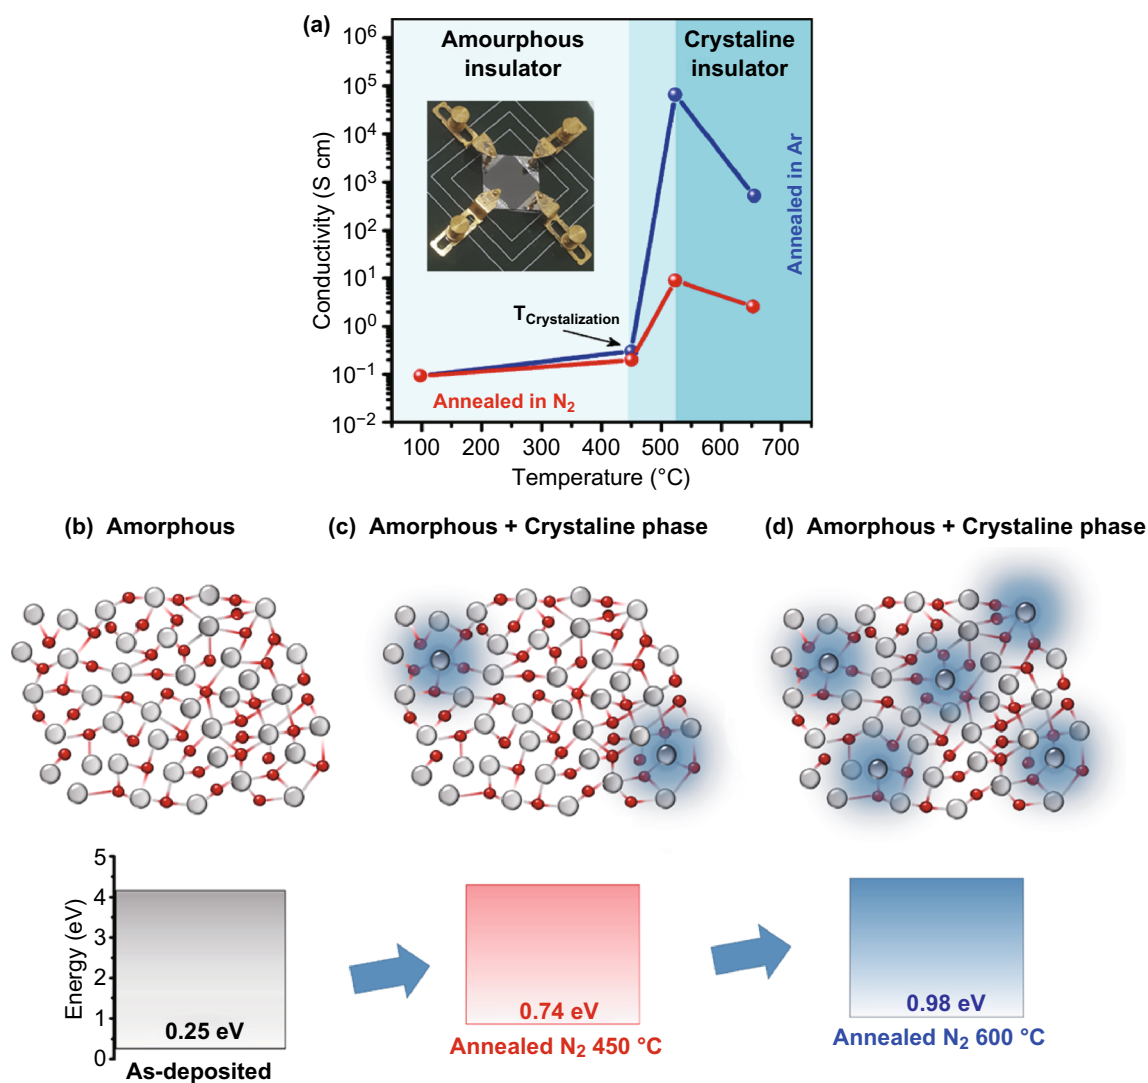 (a)
Amourphous
insulator
Crystaline
insulator
Conductivity (S cm)
10⁶
10⁵
10⁴
10³
10²
10¹
10⁰
10⁻¹
10⁻²
T_Crystalization
Annealed in N₂
Annealed in Ar
100 200 300 400 500 600 700
Temperature (°C)
(b) Amorphous
(c) Amorphous + Crystaline phase
(d) Amorphous + Crystaline phase
Energy (eV)
5
4
3
2
1
0
0.25 eV
As-deposited
0.74 eV
Annealed N₂ 450 °C
0.98 eV
Annealed N₂ 600 °C